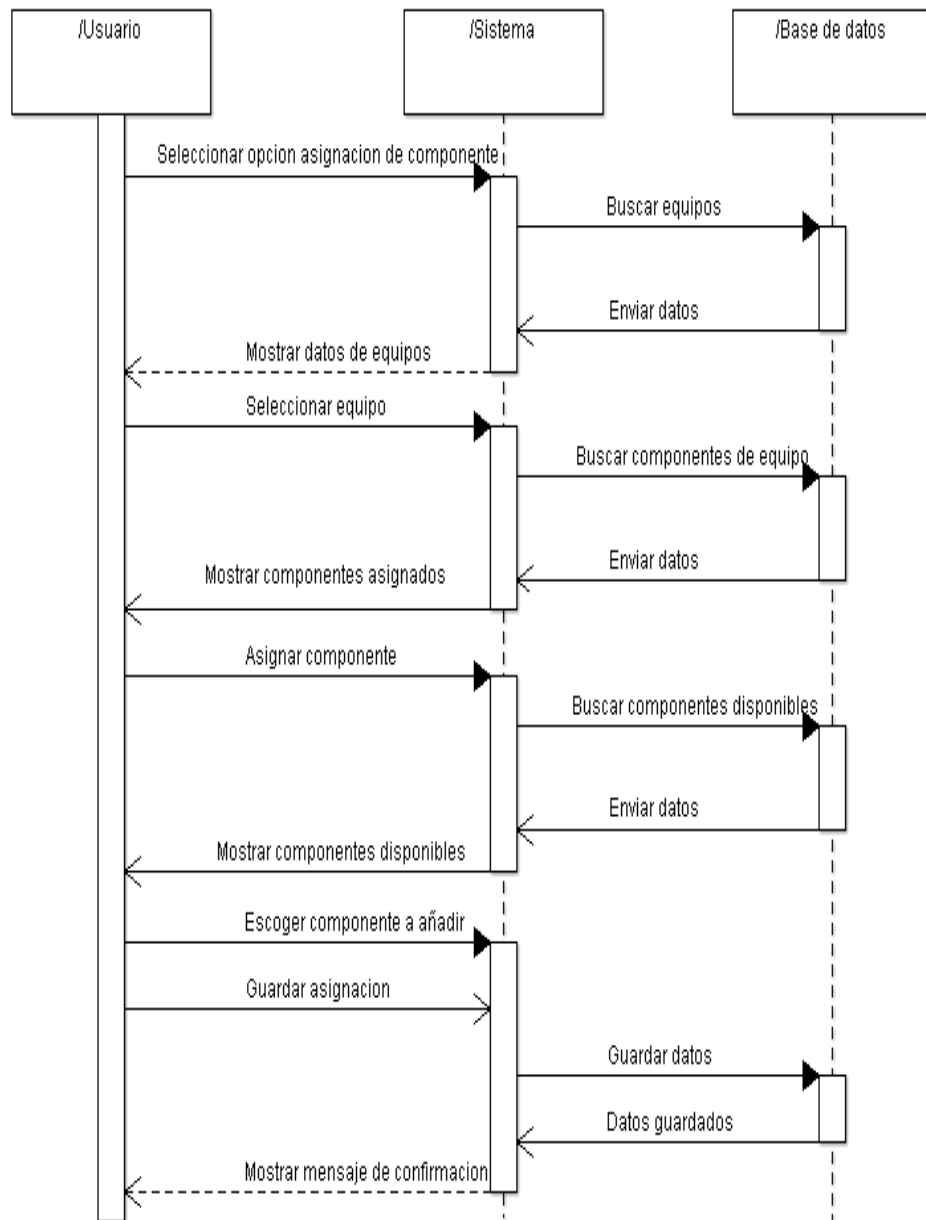 /Usuario
/Sistema
/Base de datos
Seleccionar opcion asignacion de componente
Buscar equipos
Enviar datos
Mostrar datos de equipos
Seleccionar equipo
Buscar componentes de equipo
Enviar datos
Mostrar componentes asignados
Asignar componente
Buscar componentes disponibles
Enviar datos
Mostrar componentes disponibles
Escoger componente a añadir
Guardar asignacion
Guardar datos
Datos guardados
Mostrar mensaje de confirmacion